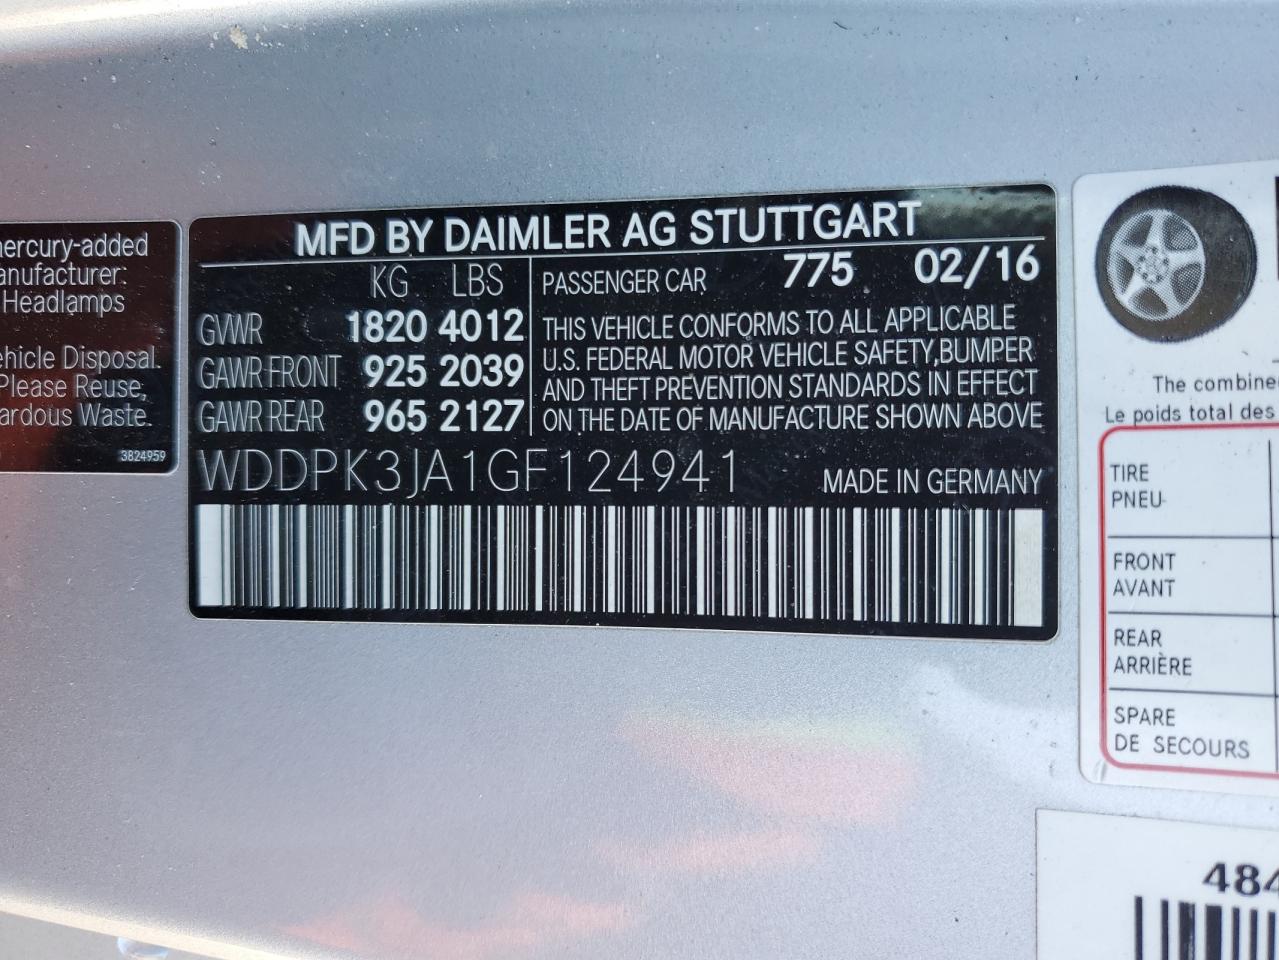 mercury-added
anufacturer:
Headlamps
ehicle Disposal.
Please Reuse,
ardous Waste.
3824959
MFD BY DAIMLER AG STUTTGART
KG LBS
GVWR 1820 4012
GAWR FRONT 925 2039
GAWR REAR 965 2127
PASSENGER CAR 775 02/16
THIS VEHICLE CONFORMS TO ALL APPLICABLE
U.S. FEDERAL MOTOR VEHICLE SAFETY,BUMPER
AND THEFT PREVENTION STANDARDS IN EFFECT
ON THE DATE OF MANUFACTURE SHOWN ABOVE
WDDPK3JA1GF124941 MADE IN GERMANY
The combine
Le poids total des
TIRE
PNEU
FRONT
AVANT
REAR
ARRIÈRE
SPARE
DE SECOURS
484